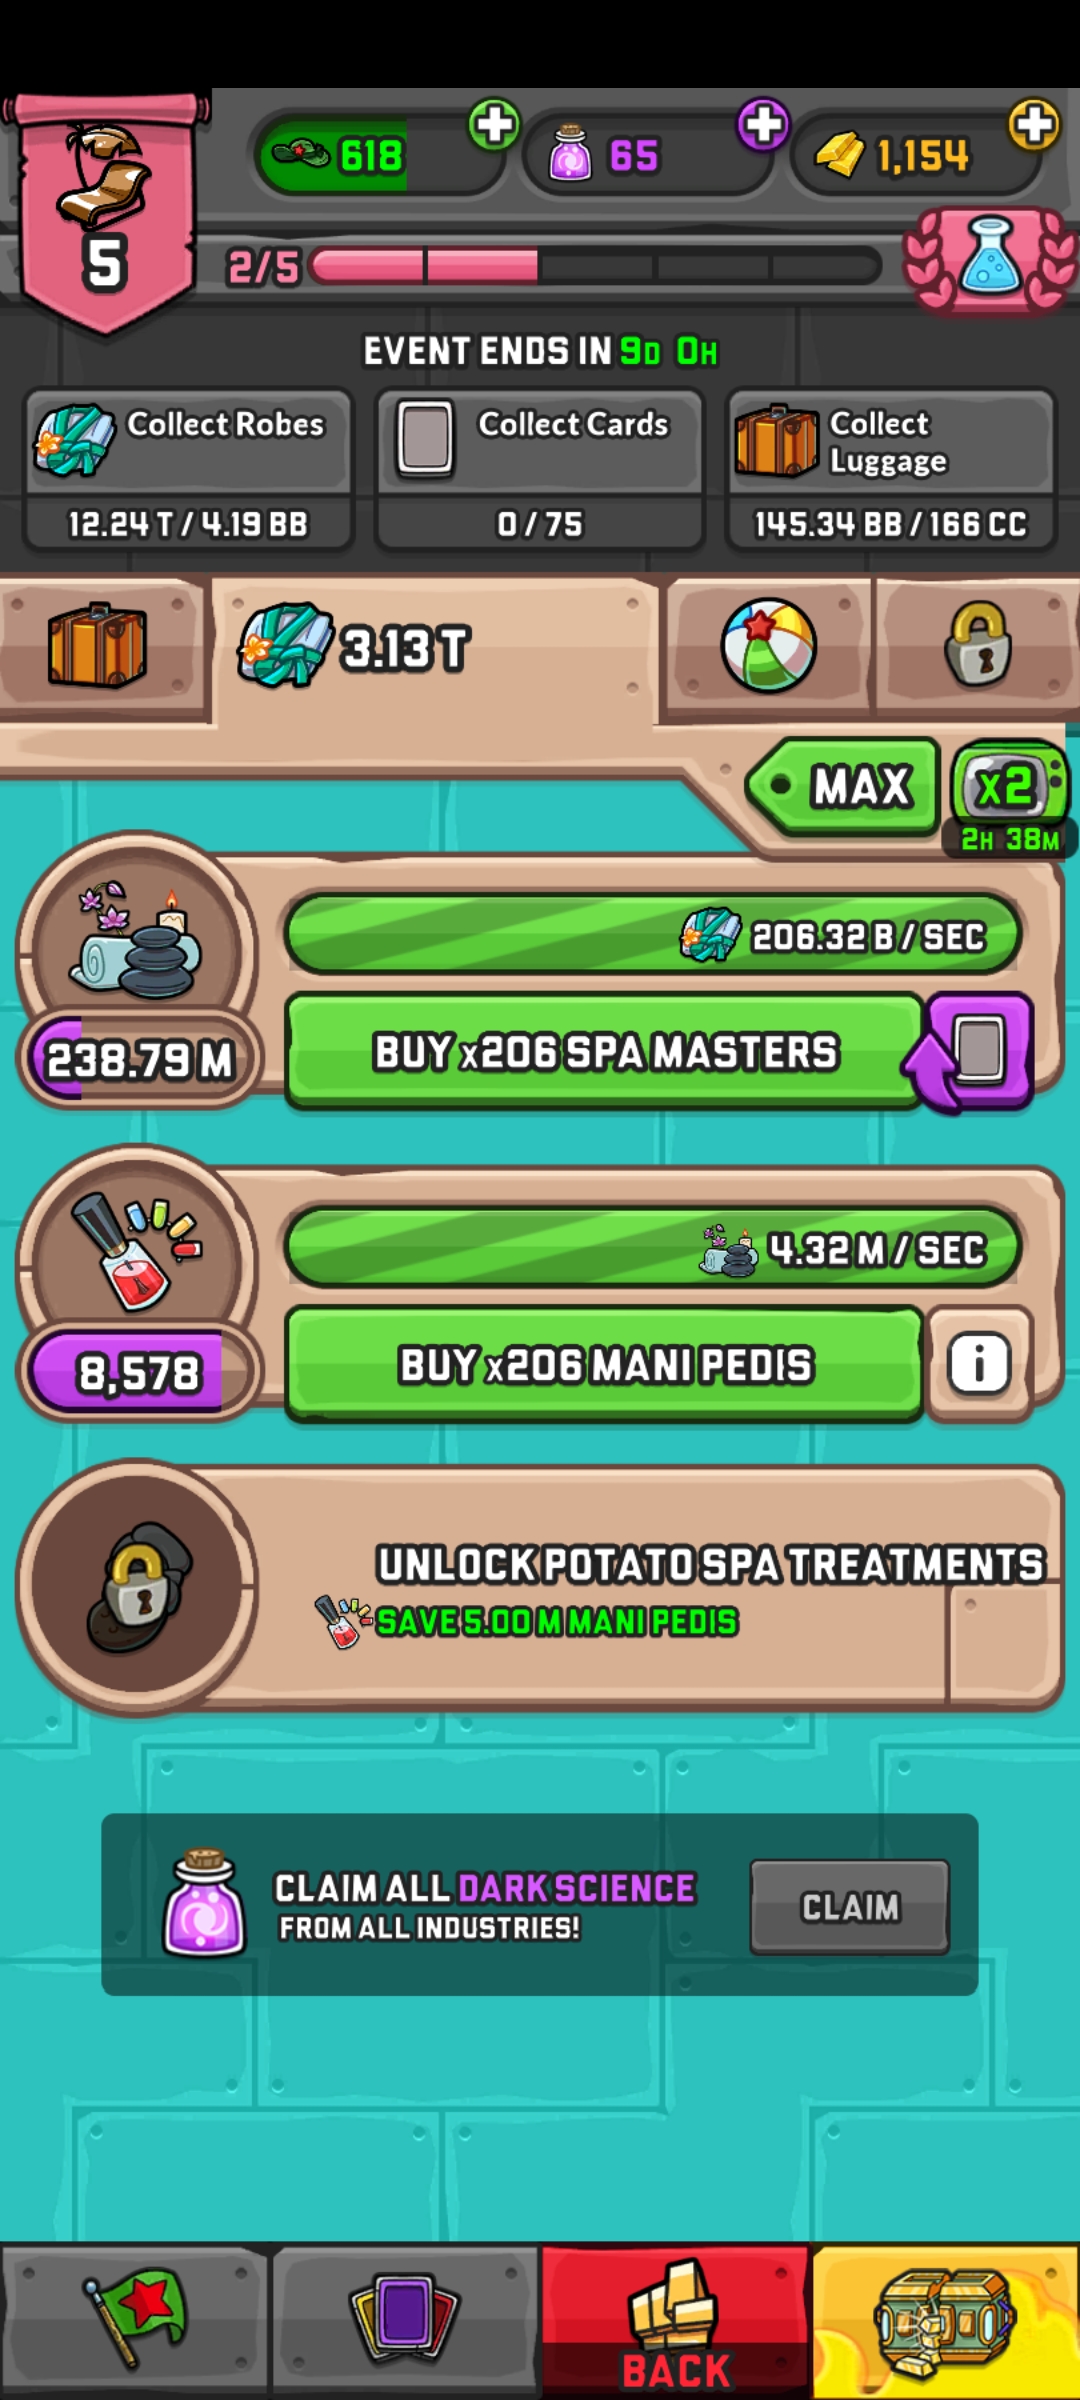 618
65
1,154
5
2/5
EVENT ENDS IN 9D 0H
Collect Robes
12.24 T / 4.19 BB
Collect Cards
0 / 75
Collect
Luggage
145.34 BB / 166 CC
3.13 T
MAX
x2
2H 38M
206.32 B / SEC
238.79 M
BUY x206 SPA MASTERS
4.32 M / SEC
8,578
BUY x206 MANI PEDIS
i
UNLOCK POTATO SPA TREATMENTS
SAVE 5.00 M MANI PEDIS
CLAIM ALL DARK SCIENCE
FROM ALL INDUSTRIES!
CLAIM
BACK